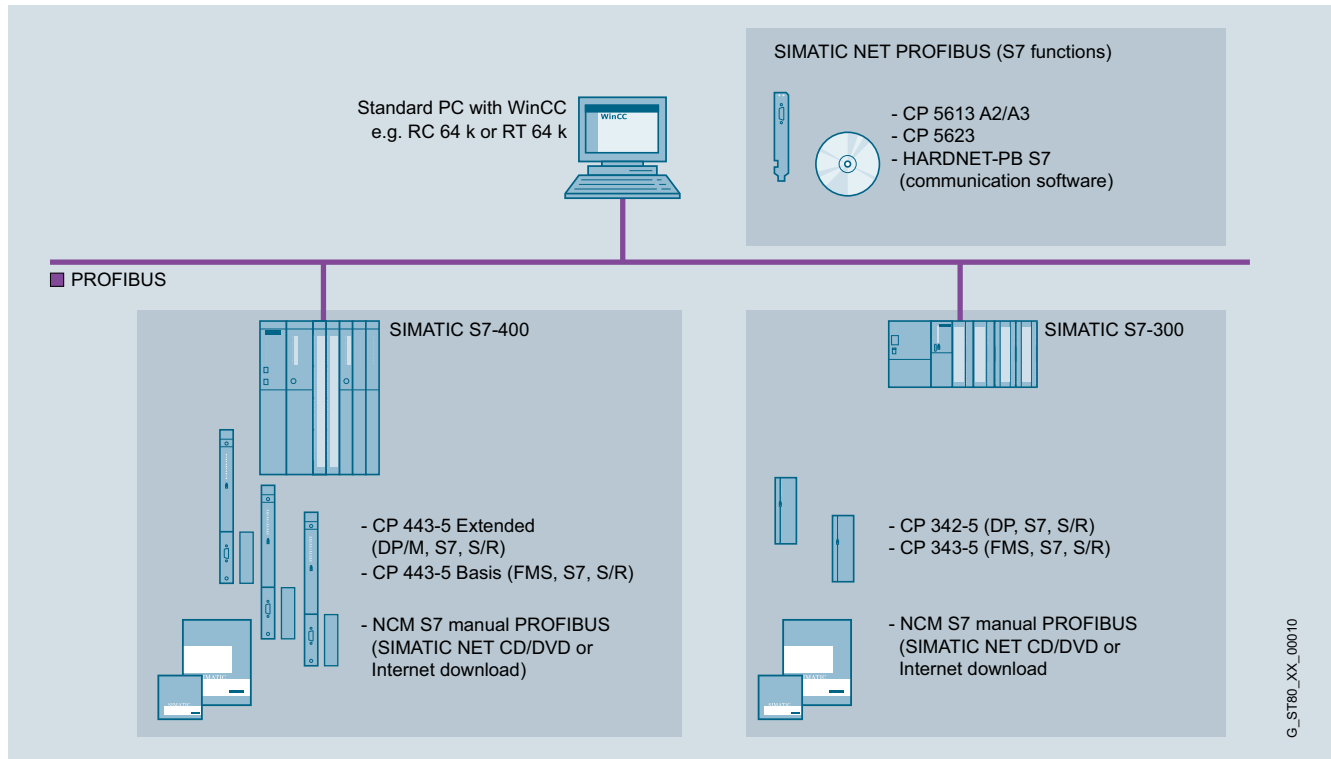 SIMATIC NET PROFIBUS (S7 functions)
Standard PC with WinCC
e.g. RC 64 k or RT 64 k
WinCC
- CP 5613 A2/A3
- CP 5623
- HARDNET-PB S7
(communication software)
PROFIBUS
SIMATIC S7-400
- CP 443-5 Extended
(DP/M, S7, S/R)
- CP 443-5 Basis (FMS, S7, S/R)
- NCM S7 manual PROFIBUS
(SIMATIC NET CD/DVD or
Internet download)
SIMATIC
SIMATIC
SIMATIC S7-300
- CP 342-5 (DP, S7, S/R)
- CP 343-5 (FMS, S7, S/R)
- NCM S7 manual PROFIBUS
(SIMATIC NET CD/DVD or
Internet download
SIMATIC
SIMATIC
G_ST80_XX_00010